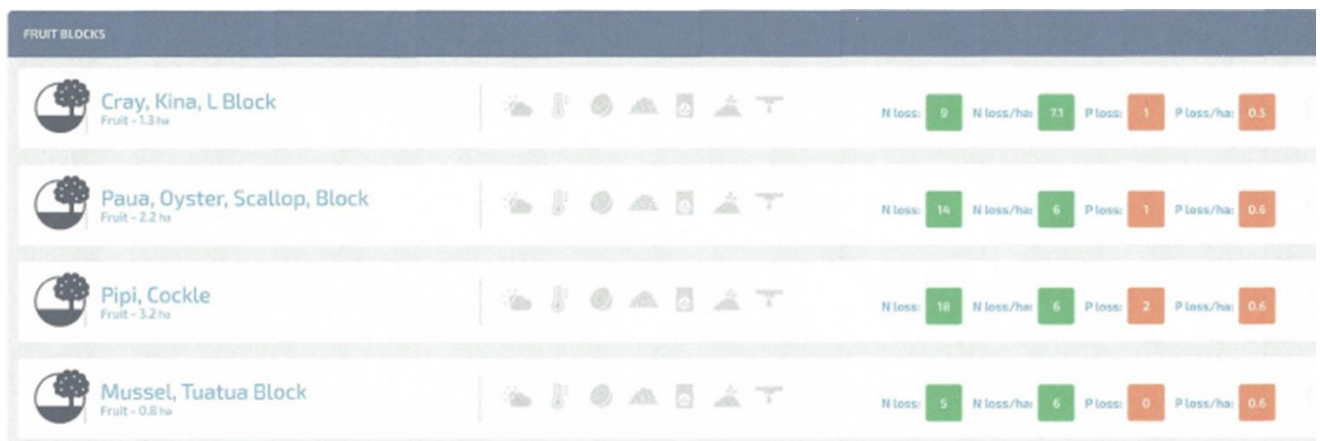 FRUIT BLOCKS
Cray, Kina, L Block
Fruit - 1.3 ha
N loss: 9 N loss/ha: 7.1 P loss: 1 P loss/ha: 0.5
Paua, Oyster, Scallop, Block
Fruit - 2.2 ha
N loss: 14 N loss/ha: 6 P loss: 1 P loss/ha: 0.6
Pipi, Cockle
Fruit - 3.2 ha
N loss: 18 N loss/ha: 6 P loss: 2 P loss/ha: 0.6
Mussel, Tuatua Block
Fruit - 0.8 ha
N loss: 5 N loss/ha: 6 P loss: 0 P loss/ha: 0.6